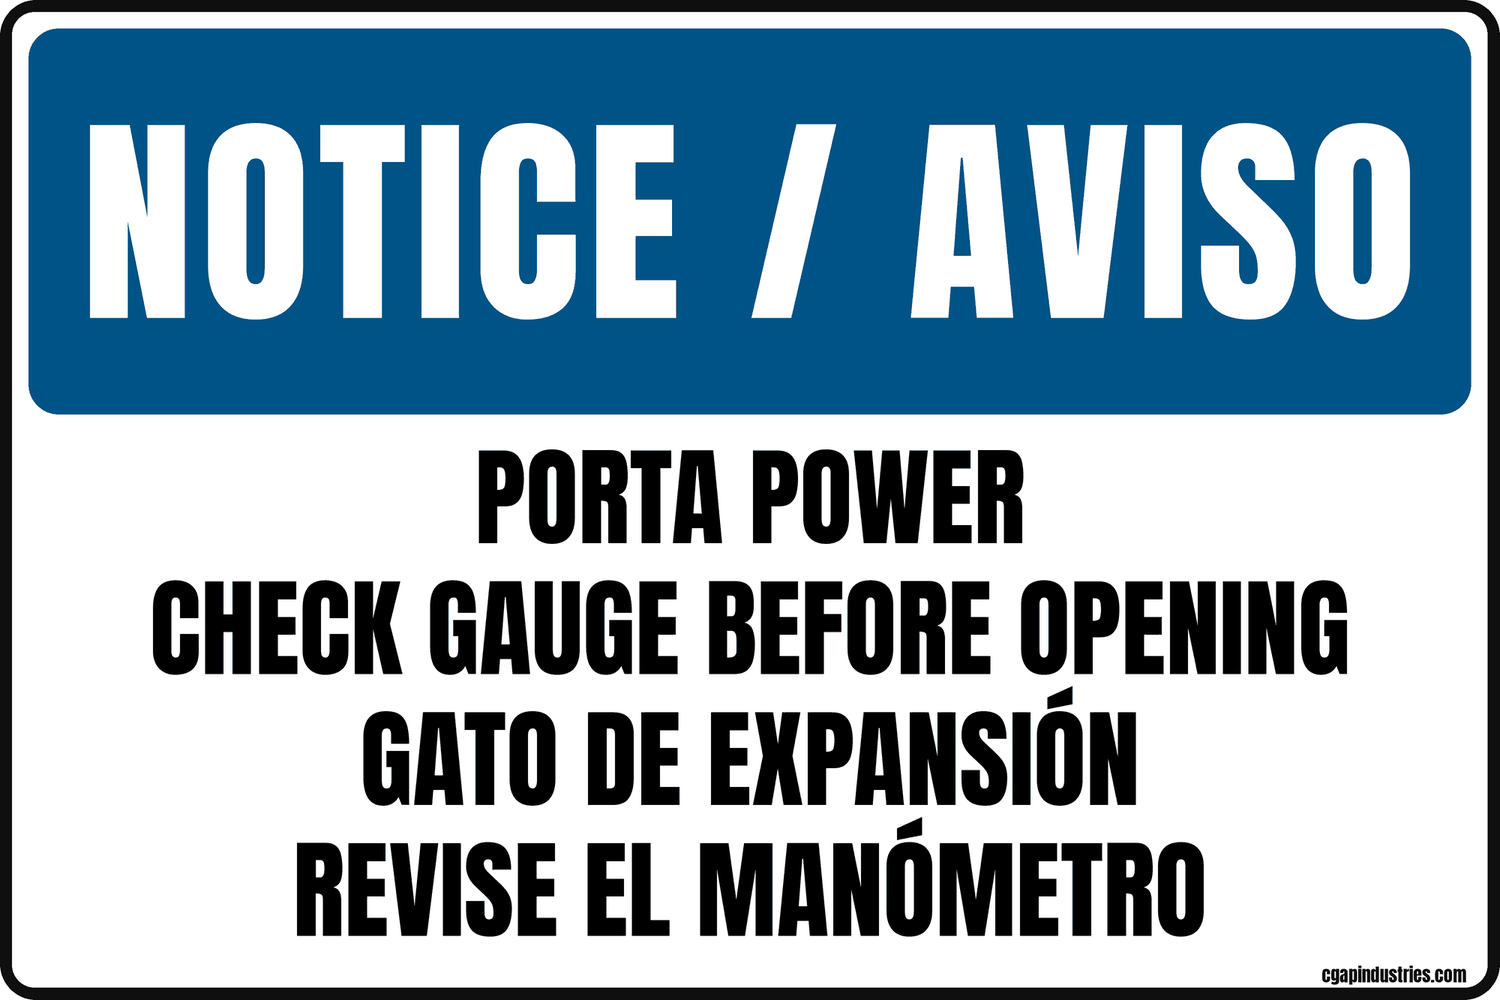 NOTICE / AVISO
PORTA POWER
CHECK GAUGE BEFORE OPENING
GATO DE EXPANSIÓN
REVISE EL MANÓMETRO
cgapindustries.com